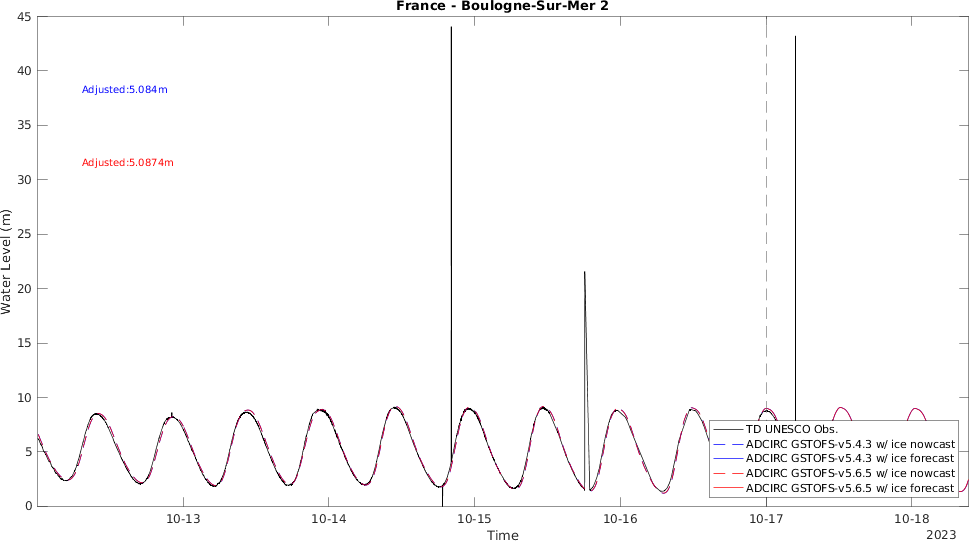 France - Boulogne-Sur-Mer 2
45
40
35
30
25
20
15
10
5
0
Water Level (m)
Adjusted:5.084m
Adjusted:5.0874m
TD UNESCO Obs.
ADCIRC GSTOFS-v5.4.3 w/ ice nowcast
ADCIRC GSTOFS-v5.4.3 w/ ice forecast
ADCIRC GSTOFS-v5.6.5 w/ ice nowcast
ADCIRC GSTOFS-v5.6.5 w/ ice forecast
10-13 10-14 10-15 10-16 10-17 10-18
Time
2023